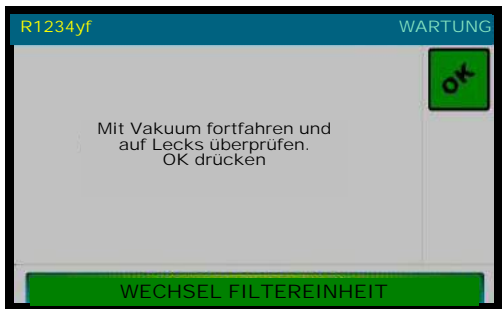 R1234yf WARTUNG
OK
Mit Vakuum fortfahren und
auf Lecks überprüfen.
OK drücken
WECHSEL FILTEREINHEIT